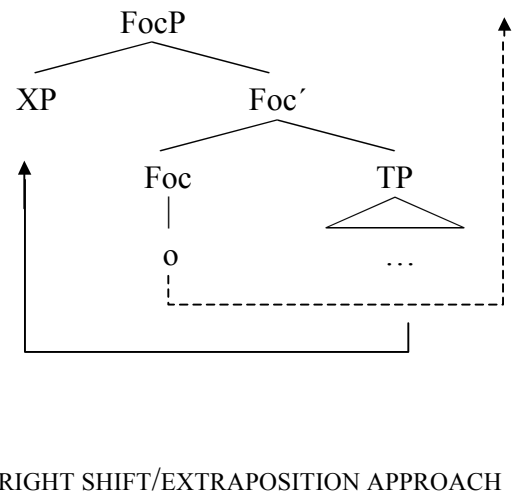 FocP
XP Foc´
Foc TP
o …
RIGHT SHIFT/EXTRAPOSITION APPROACH